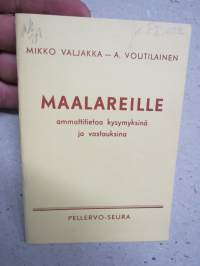 MIKKO VALJAKKA — A. VOUTILAINEN
MAALAREILLE
ammattitietoa kysymyksinä
ja vastauksina
PELLERVO-SEURA